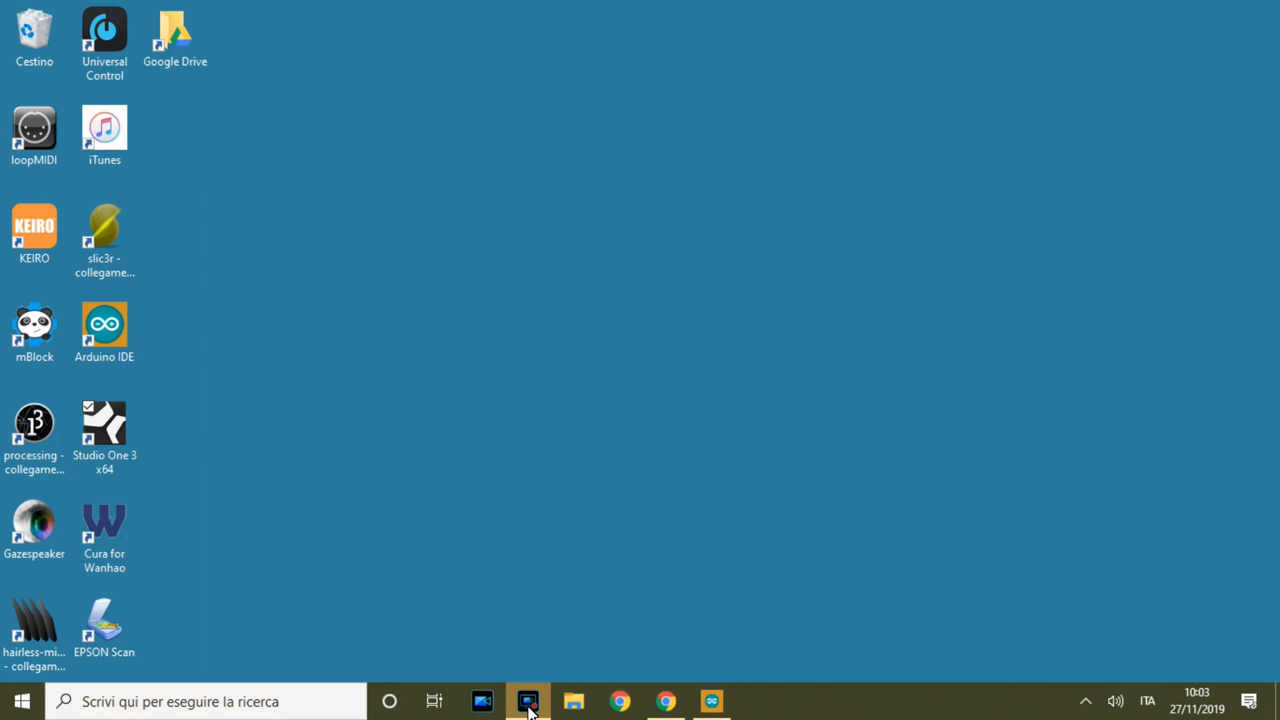 Cestino
Universal
Control
Google Drive
loopMIDI
iTunes
KEIRO
KEIRO
slic3r -
collegame...
mBlock
Arduino IDE
processing -
collegame...
Studio One 3
x64
Gazespeaker
Cura for
Wanhao
hairless-mi...
- collegam...
EPSON Scan
Scrivi qui per eseguire la ricerca
ITA
10:03
27/11/2019